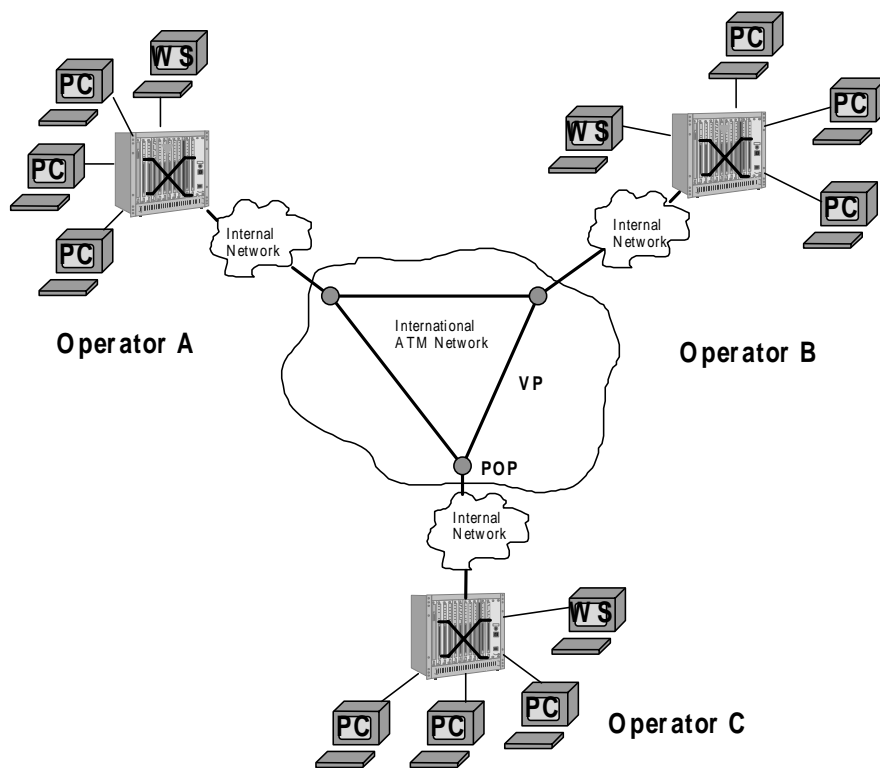 WS
PC
PC
PC
Internal
Network
Operator A
PC
PC
WS
PC
Internal
Network
Operator B
International
ATM Network
VP
POP
Internal
Network
WS
PC
PC
PC
Operator C